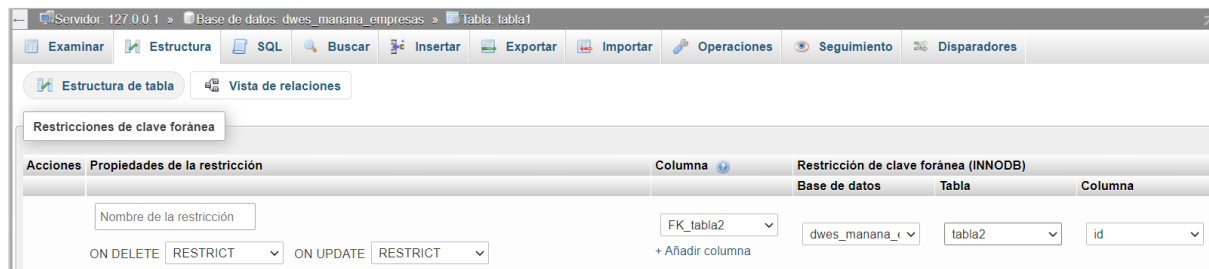 Servidor: 127.0.0.1 » Base de datos: dwes_manana_empresas » Tabla: tabla1
Examinar Estructura SQL Buscar Insertar Exportar Importar Operaciones Seguimiento Disparadores
Estructura de tabla Vista de relaciones
Restricciones de clave foránea
Acciones Propiedades de la restricción Columna Restricción de clave foránea (INNODB)
Base de datos Tabla Columna
Nombre de la restricción
FK_tabla2 dwes_manana_e tabla2 id
ON DELETE RESTRICT ON UPDATE RESTRICT + Añadir columna